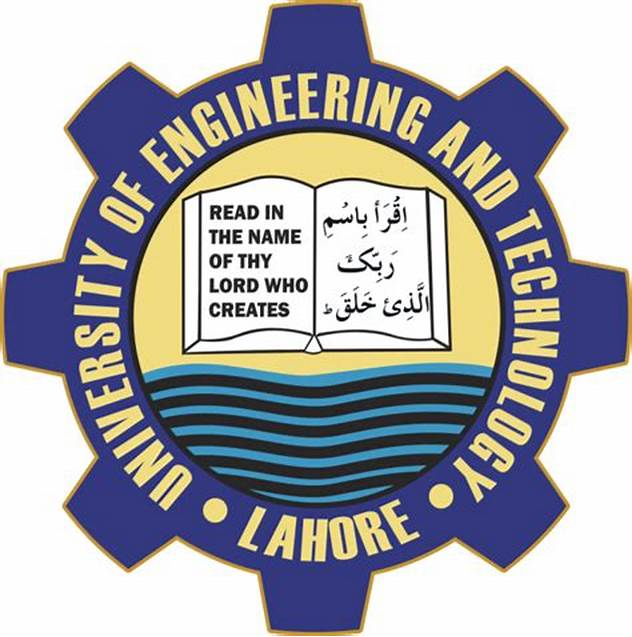 UNIVERSITY OF ENGINEERING AND TECHNOLOGY
READ IN
THE NAME
OF THY
LORD WHO
CREATES
اِقْرَأْ بِاسْمِ
رَبِّكَ
الَّذِیْ خَلَقَ ط
LAHORE